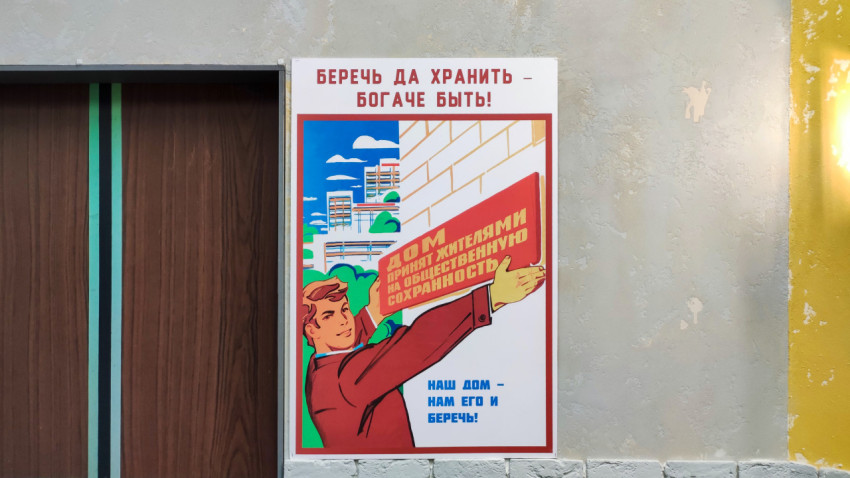 БЕРЕЧЬ ДА ХРАНИТЬ –
БОГАЧЕ БЫТЬ!
ДОМ
ПРИНЯТ ЖИТЕЛЯМИ
НА ОБЩЕСТВЕННУЮ
СОХРАННОСТЬ
НАШ ДОМ –
НАМ ЕГО И
БЕРЕЧЬ!